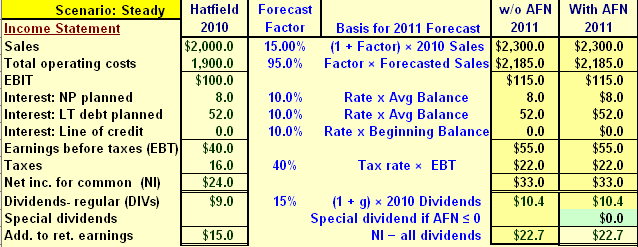 Scenario: Steady Hatfield Forecast w/o AFN With AFN
Income Statement 2010 Factor Basis for 2011 Forecast 2011 2011
Sales $2,000.0 15.00% (1 + Factor) × 2010 Sales $2,300.0 $2,300.0
Total operating costs 1,900.0 95.0% Factor × Forecasted Sales $2,185.0 $2,185.0
EBIT $100.0 $115.0 $115.0
Interest: NP planned 8.0 10.0% Rate x Avg Balance 8.0 $8.0
Interest: LT debt planned 52.0 10.0% Rate x Avg Balance 52.0 $52.0
Interest: Line of credit 0.0 10.0% Rate x Beginning Balance 0.0 $0.0
Earnings before taxes (EBT) $40.0 $55.0 $55.0
Taxes 16.0 40% Tax rate × EBT $22.0 $22.0
Net inc. for common (NI) $24.0 $33.0 $33.0
Dividends- regular (DIVs) $9.0 15% (1 + g) × 2010 Dividends $10.4 $10.4
Special dividends Special dividend if AFN ≤ 0 $0.0
Add. to ret. earnings $15.0 NI − all dividends $22.7 $22.7